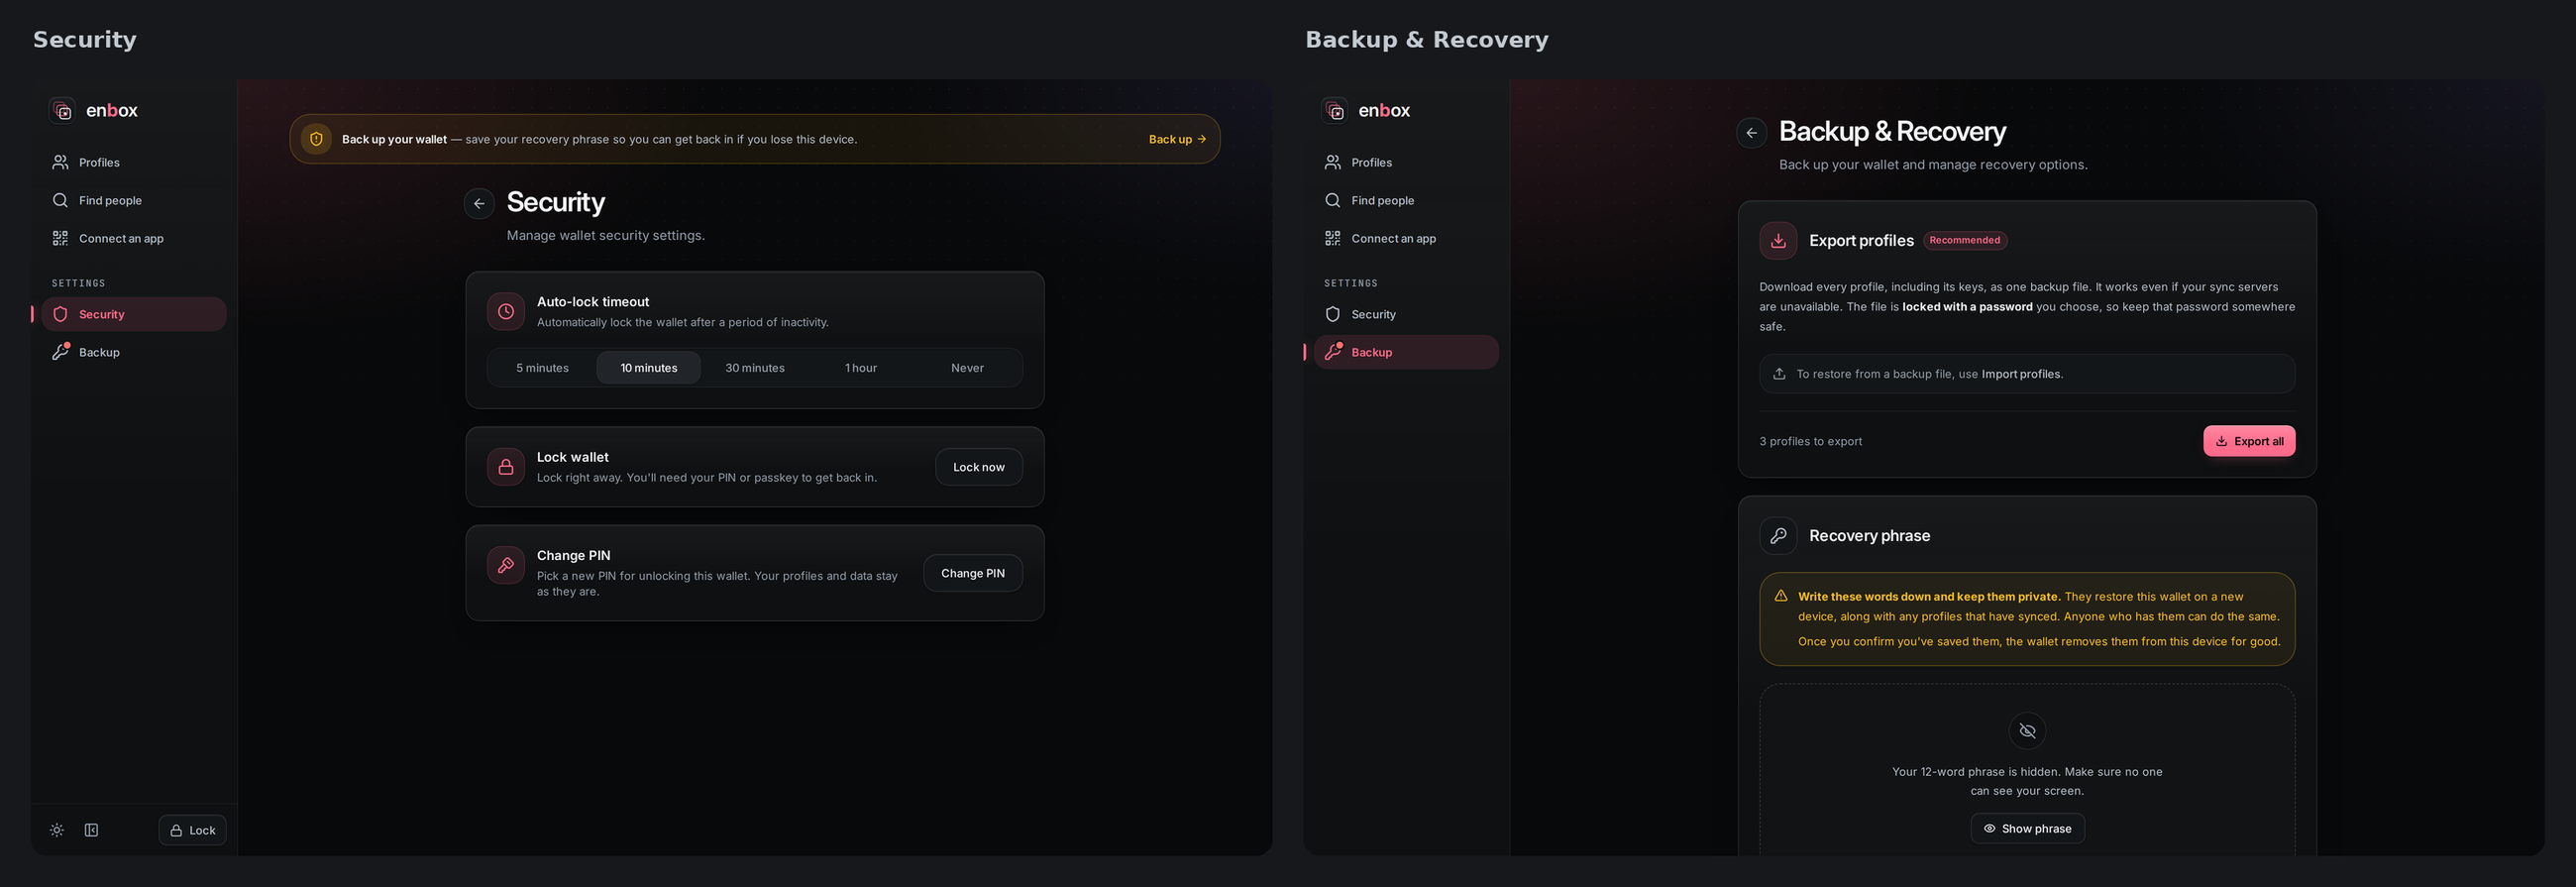 Security
enbox
Profiles
Find people
Connect an app
SETTINGS
Security
Backup
Lock
Back up your wallet — save your recovery phrase so you can get back in if you lose this device.
Back up →
Security
Manage wallet security settings.
Auto-lock timeout
Automatically lock the wallet after a period of inactivity.
5 minutes
10 minutes
30 minutes
1 hour
Never
Lock wallet
Lock right away. You'll need your PIN or passkey to get back in.
Lock now
Change PIN
Pick a new PIN for unlocking this wallet. Your profiles and data stay
as they are.
Change PIN
Backup & Recovery
enbox
Profiles
Find people
Connect an app
SETTINGS
Security
Backup
Backup & Recovery
Back up your wallet and manage recovery options.
Export profiles
Recommended
Download every profile, including its keys, as one backup file. It works even if your sync servers
are unavailable. The file is locked with a password you choose, so keep that password somewhere
safe.
To restore from a backup file, use Import profiles.
3 profiles to export
Export all
Recovery phrase
Write these words down and keep them private. They restore this wallet on a new
device, along with any profiles that have synced. Anyone who has them can do the same.
Once you confirm you've saved them, the wallet removes them from this device for good.
Your 12-word phrase is hidden. Make sure no one
can see your screen.
Show phrase